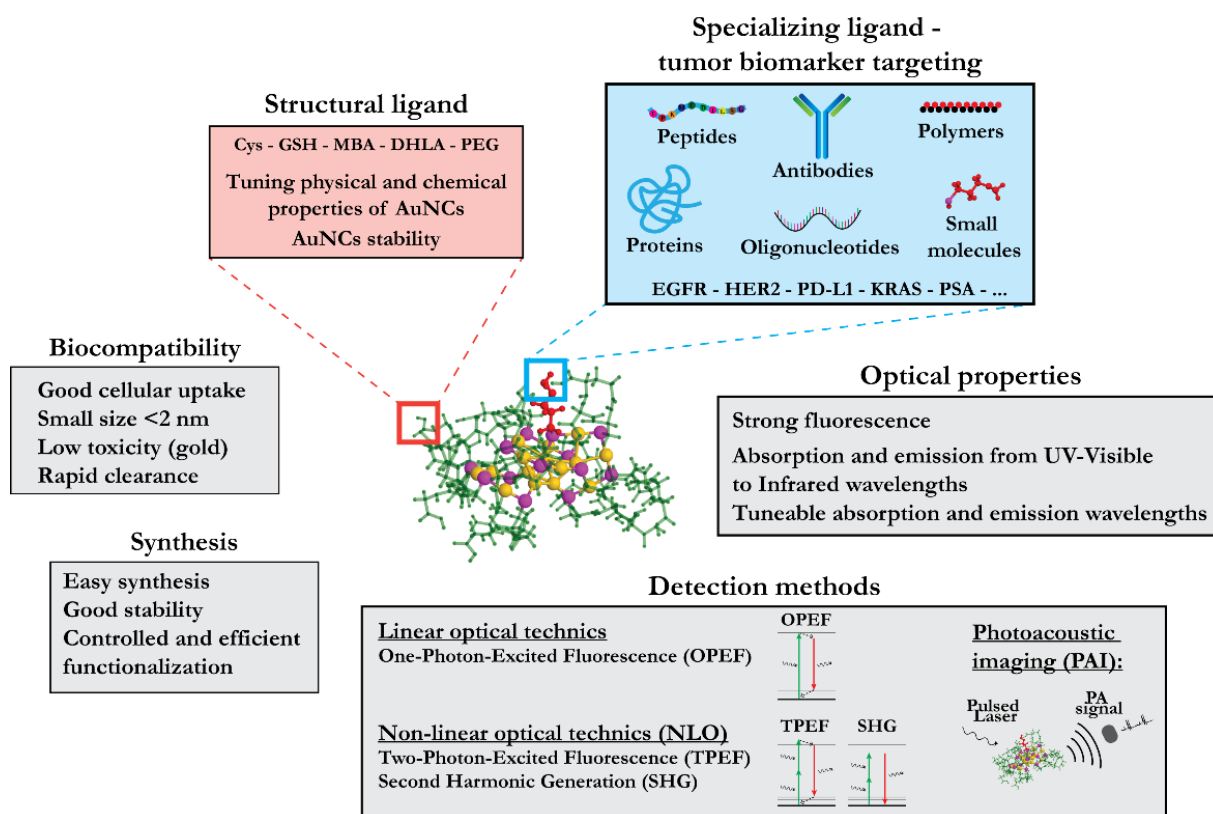 Specializing ligand -
tumor biomarker targeting
Peptides
Antibodies
Polymers
Proteins
Oligonucleotides
Small
molecules
EGFR - HER2 - PD-L1 - KRAS - PSA - ...
Structural ligand
Cys - GSH - MBA - DHLA - PEG
Tuning physical and chemical
properties of AuNCs
AuNCs stability
Biocompatibility
Good cellular uptake
Small size <2 nm
Low toxicity (gold)
Rapid clearance
Optical properties
Strong fluorescence
Absorption and emission from UV-Visible
to Infrared wavelengths
Tuneable absorption and emission wavelengths
Synthesis
Easy synthesis
Good stability
Controlled and efficient
functionalization
Detection methods
Linear optical technics
One-Photon-Excited Fluorescence (OPEF)
OPEF
Non-linear optical technics (NLO)
Two-Photon-Excited Fluorescence (TPEF)
Second Harmonic Generation (SHG)
TPEF
SHG
Photoacoustic
imaging (PAI):
Pulsed
Laser
PA
signal